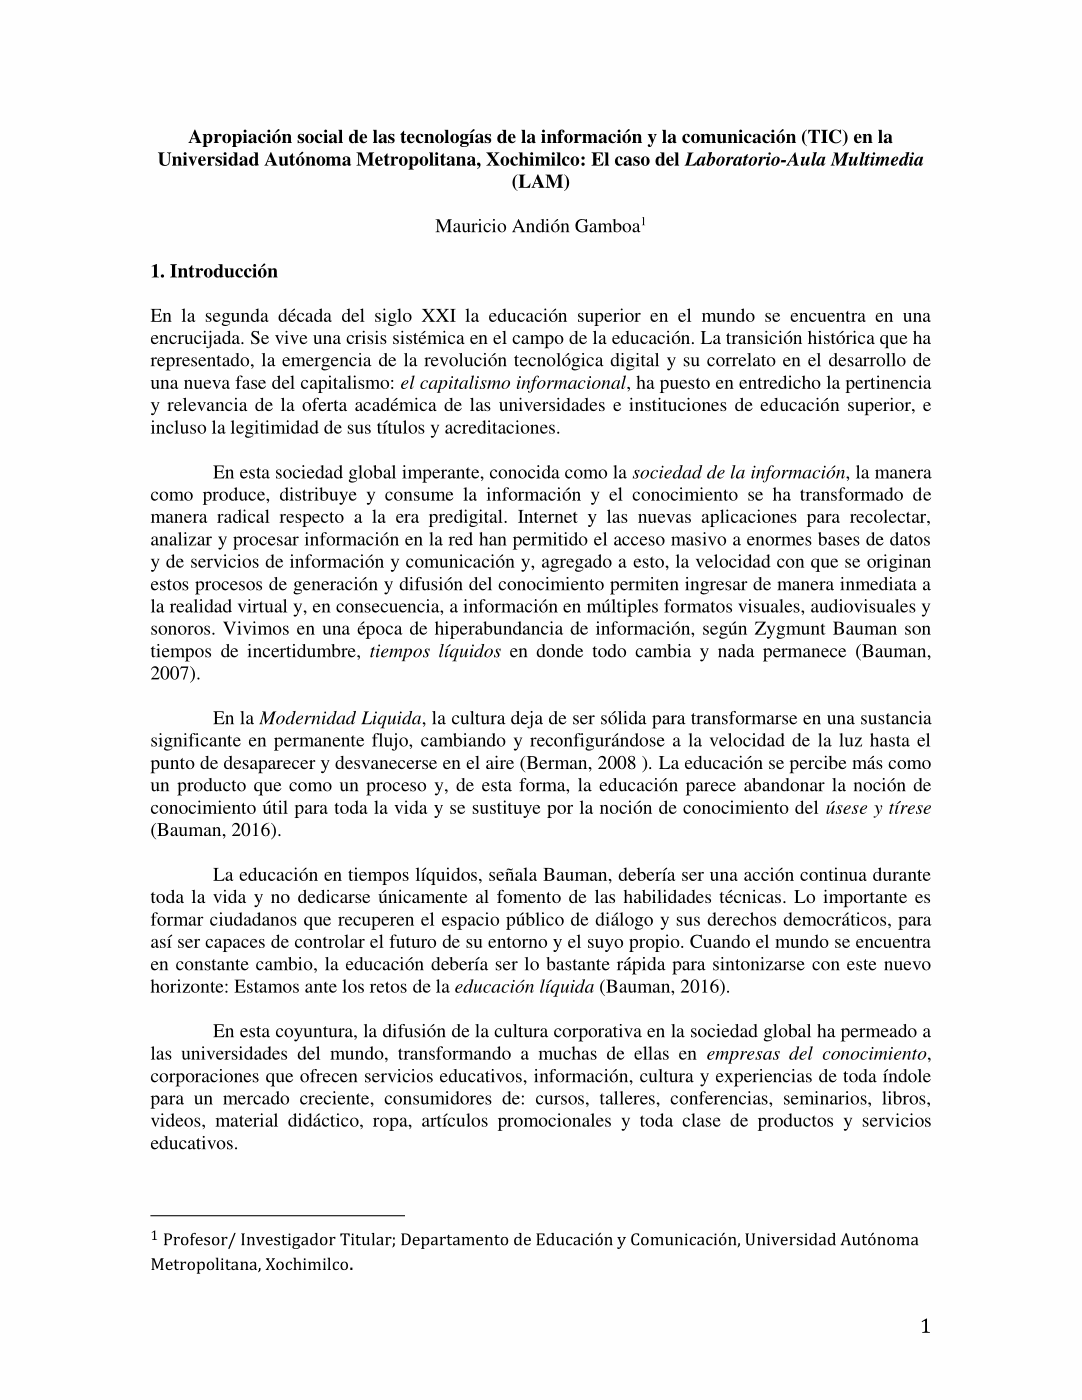 Apropiación social de las tecnologías de la información y la comunicación (TIC) en la
Universidad Autónoma Metropolitana, Xochimilco: El caso del Laboratorio-Aula Multimedia
(LAM)
Mauricio Andión Gamboa1
1. Introducción
En la segunda década del siglo XXI la educación superior en el mundo se encuentra en una
encrucijada. Se vive una crisis sistémica en el campo de la educación. La transición histórica que ha
representado, la emergencia de la revolución tecnológica digital y su correlato en el desarrollo de
una nueva fase del capitalismo: el capitalismo informacional, ha puesto en entredicho la pertinencia
y relevancia de la oferta académica de las universidades e instituciones de educación superior, e
incluso la legitimidad de sus títulos y acreditaciones.
En esta sociedad global imperante, conocida como la sociedad de la información, la manera
como produce, distribuye y consume la información y el conocimiento se ha transformado de
manera radical respecto a la era predigital. Internet y las nuevas aplicaciones para recolectar,
analizar y procesar información en la red han permitido el acceso masivo a enormes bases de datos
y de servicios de información y comunicación y, agregado a esto, la velocidad con que se originan
estos procesos de generación y difusión del conocimiento permiten ingresar de manera inmediata a
la realidad virtual y, en consecuencia, a información en múltiples formatos visuales, audiovisuales y
sonoros. Vivimos en una época de hiperabundancia de información, según Zygmunt Bauman son
tiempos de incertidumbre, tiempos líquidos en donde todo cambia y nada permanece (Bauman,
2007).
En la Modernidad Liquida, la cultura deja de ser sólida para transformarse en una sustancia
significante en permanente flujo, cambiando y reconfigurándose a la velocidad de la luz hasta el
punto de desaparecer y desvanecerse en el aire (Berman, 2008 ). La educación se percibe más como
un producto que como un proceso y, de esta forma, la educación parece abandonar la noción de
conocimiento útil para toda la vida y se sustituye por la noción de conocimiento del úsese y tírese
(Bauman, 2016).
La educación en tiempos líquidos, señala Bauman, debería ser una acción continua durante
toda la vida y no dedicarse únicamente al fomento de las habilidades técnicas. Lo importante es
formar ciudadanos que recuperen el espacio público de diálogo y sus derechos democráticos, para
así ser capaces de controlar el futuro de su entorno y el suyo propio. Cuando el mundo se encuentra
en constante cambio, la educación debería ser lo bastante rápida para sintonizarse con este nuevo
horizonte: Estamos ante los retos de la educación líquida (Bauman, 2016).
En esta coyuntura, la difusión de la cultura corporativa en la sociedad global ha permeado a
las universidades del mundo, transformando a muchas de ellas en empresas del conocimiento,
corporaciones que ofrecen servicios educativos, información, cultura y experiencias de toda índole
para un mercado creciente, consumidores de: cursos, talleres, conferencias, seminarios, libros,
videos, material didáctico, ropa, artículos promocionales y toda clase de productos y servicios
educativos.
1 Profesor/ Investigador Titular; Departamento de Educación y Comunicación, Universidad Autónoma
Metropolitana, Xochimilco.
1